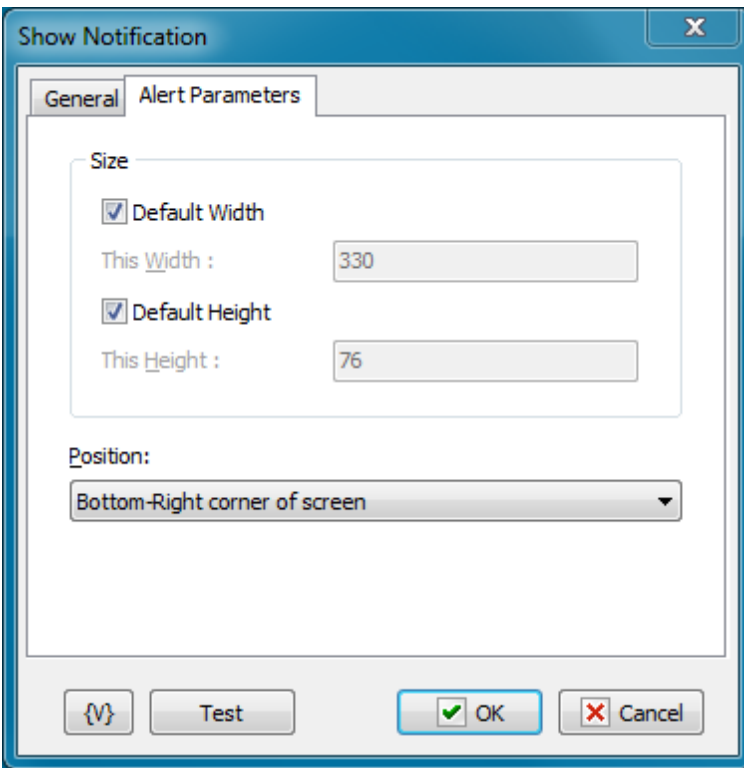 Show Notification
General Alert Parameters
Size
Default Width
This Width : 330
Default Height
This Height : 76
Position:
Bottom-Right corner of screen
{V} Test OK Cancel